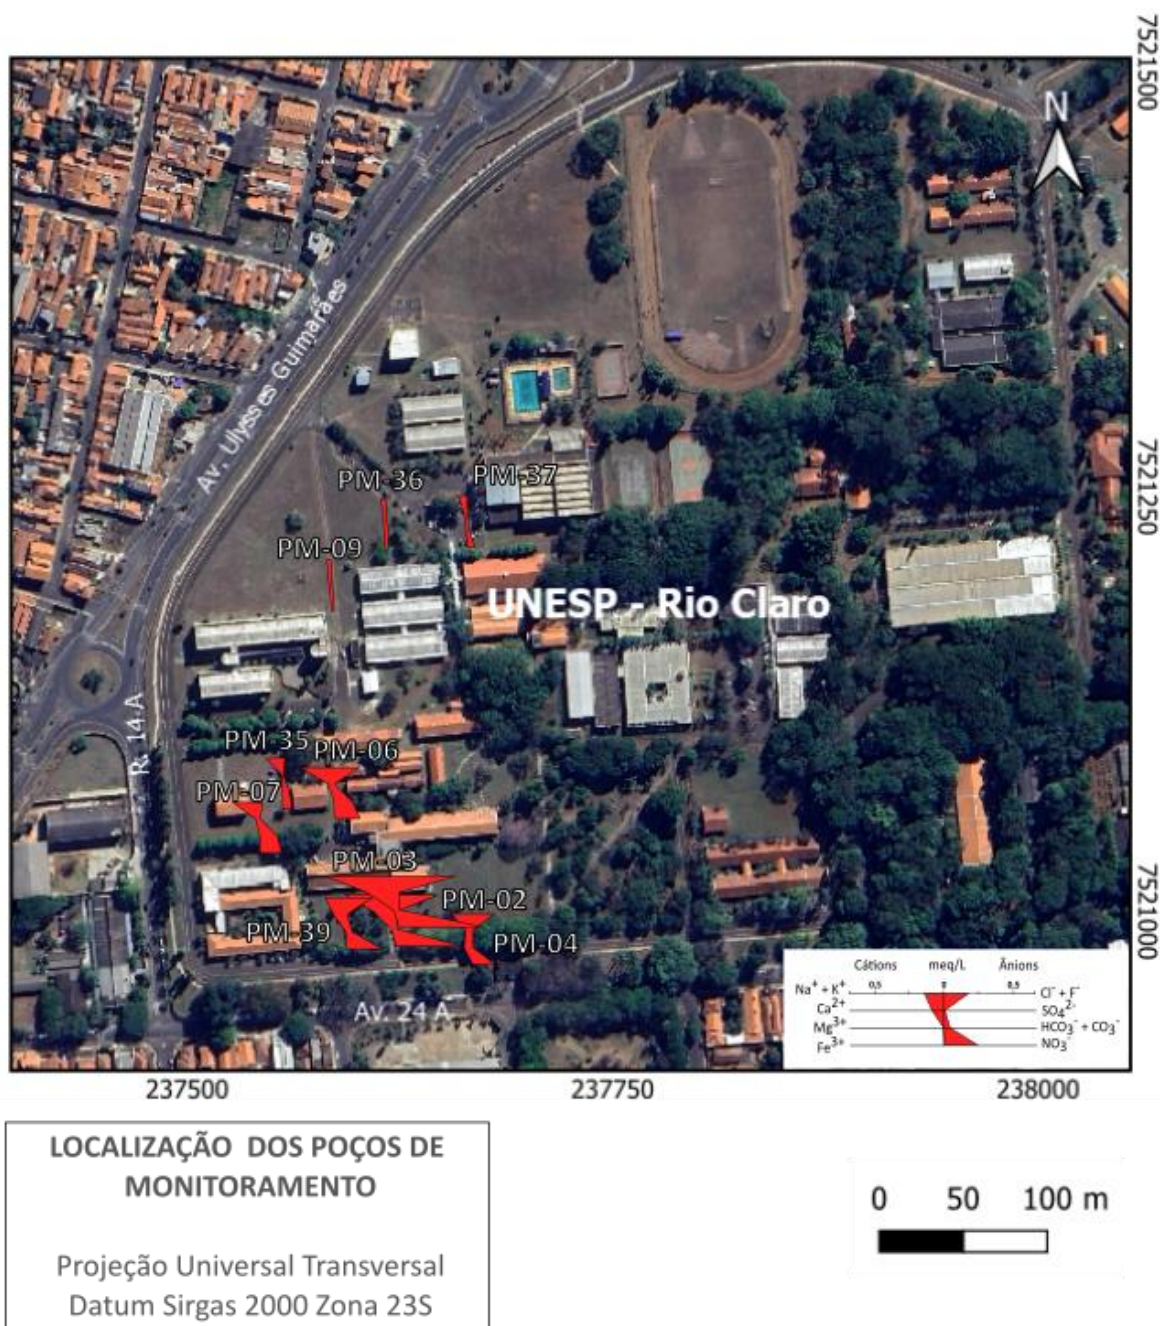 7521500
N
Av. Ulysses Guimarães
PM-36
PM-37
7521250
PM-09
UNESP - Rio Claro
R. 14 A
PM-35
PM-06
PM-07
PM-03
PM-02
PM-39
PM-04
7521000
Av. 24 A
Cátions meq/L Ânions
Na⁺ + K⁺ 0,5 0 0,5 Cl⁻ + F⁻
Ca²⁺ SO₄²⁻
Mg³⁺ HCO₃⁻ + CO₃⁻
Fe³⁺ NO₃⁻
237500 237750 238000
LOCALIZAÇÃO DOS POÇOS DE
MONITORAMENTO
Projeção Universal Transversal
Datum Sirgas 2000 Zona 23S
0 50 100 m